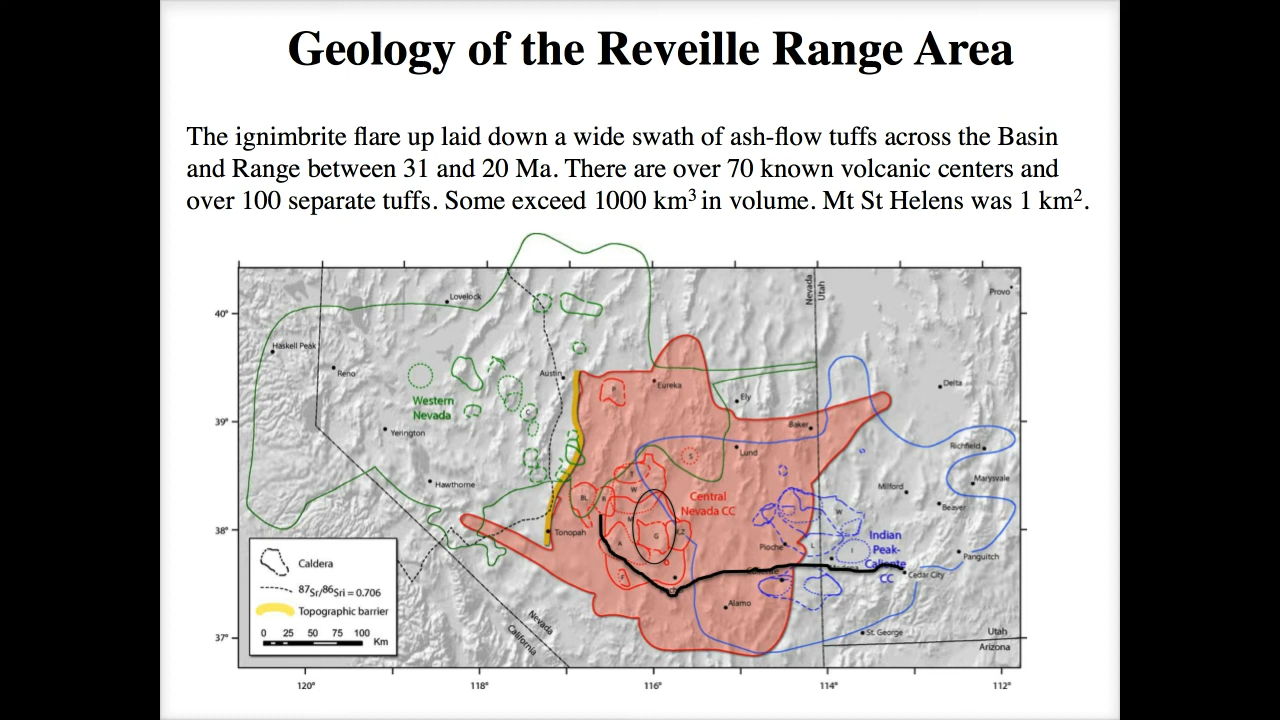 Geology of the Reveille Range Area
The ignimbrite flare up laid down a wide swath of ash-flow tuffs across the Basin
and Range between 31 and 20 Ma. There are over 70 known volcanic centers and
over 100 separate tuffs. Some exceed 1000 km³ in volume. Mt St Helens was 1 km².
Nevada
Utah
Provo
Lovelock
40°
Haskell Peak
Reno
Austin
Eureka
Delta
Ely
Western
Nevada
C
39°
Yerington
Baker
Lund
S
Richfield
Marysvale
Hawthorne
Milford
W
BL
R
Central
Nevada CC
Beaver
W
38°
Tonopah
A
G
Pioche
L
I
Indian
Peak-
Caliente
CC
Panguitch
Caliente
Cedar City
Caldera
87Sr/86Sri = 0.706
Topographic barrier
0 25 50 75 100
Km
Alamo
Nevada
California
St. George
37°
Utah
Arizona
120°
118°
116°
114°
112°